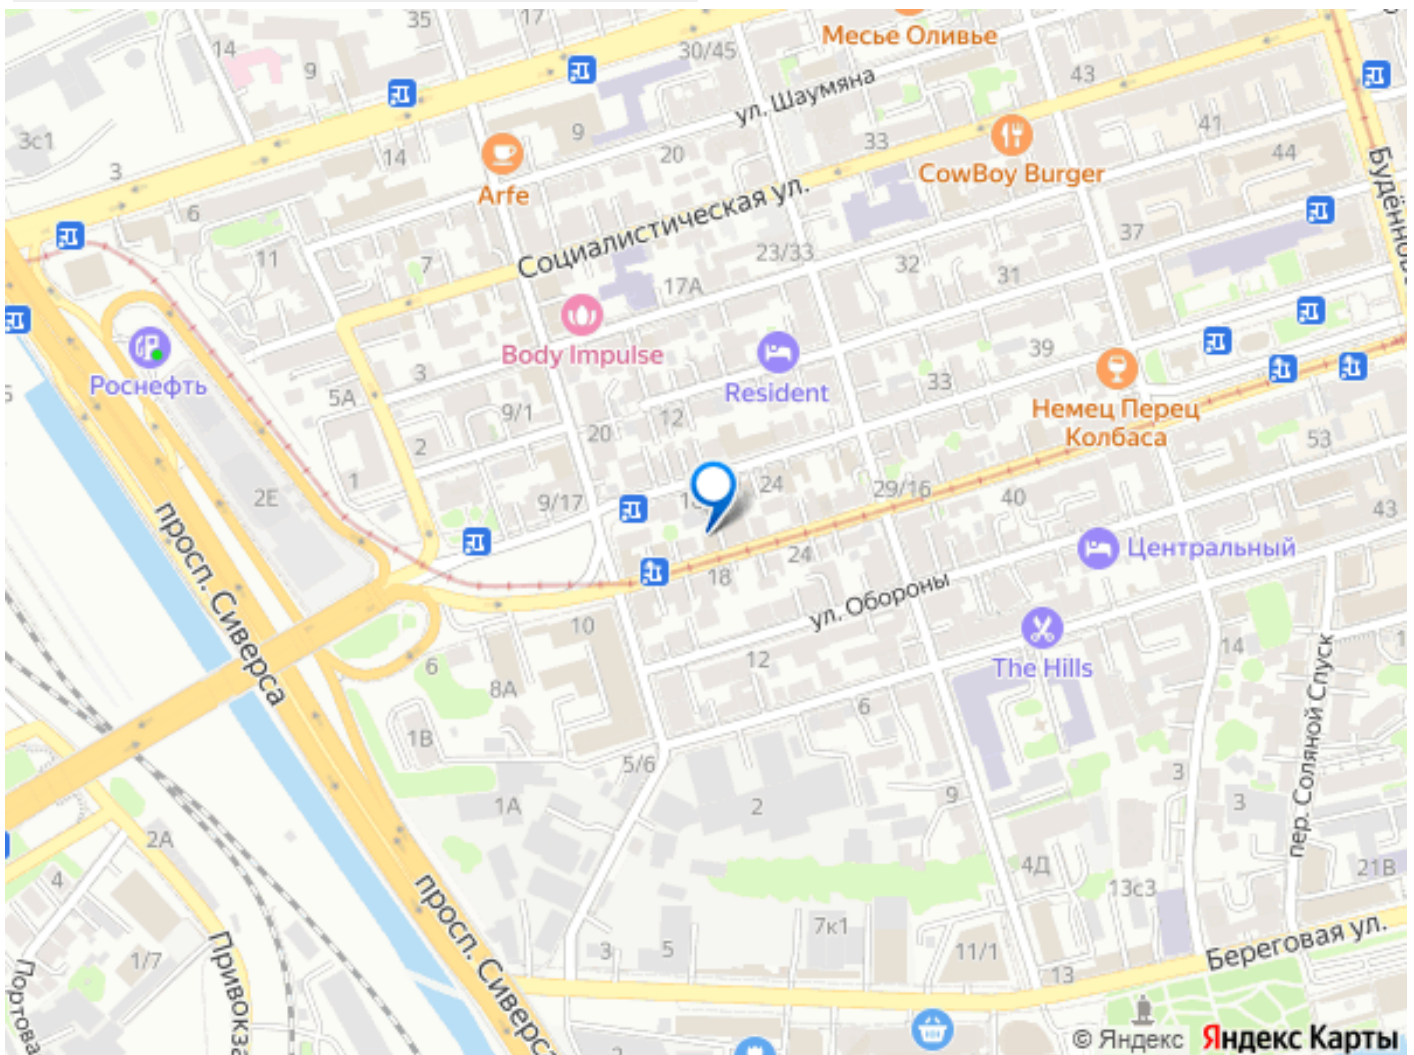 35
17
Месье Оливье
14
9
30/45
43
3с1
ул. Шаумяна
9
41
33
3
14
20
44
Arfe
CowBoy Burger
Социалистическая ул.
6
37
11
7
23/33
32
31
17А
Body Impulse
Resident
39
Роснефть
3
33
5А
9/1
12
Немец Перец
Колбаса
20
2
53
1
24
2Е
9/17
29/16
40
43
просп. Сиверса
24
Центральный
18
ул. Обороны
10
14
12
The Hills
6
8А
6
1В
5/6
пер. Соляной Спуск
3
1А
2
9
3
2А
4Д
21В
4
13с3
просп. Сиверса
7к1
Береговая ул.
11/1
3
5
1/7
13
© Яндекс Яндекс Карты
2